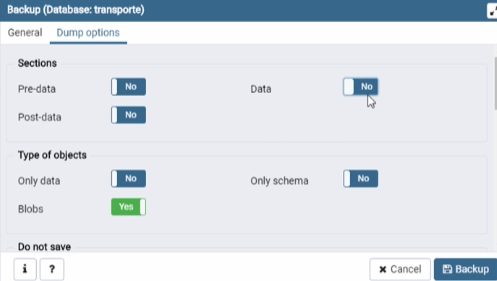 Backup (Database: transporte)
General Dump options
Sections
Pre-data No Data No
Post-data No
Type of objects
Only data No Only schema No
Blobs Yes
Do not save
i ? Cancel Backup